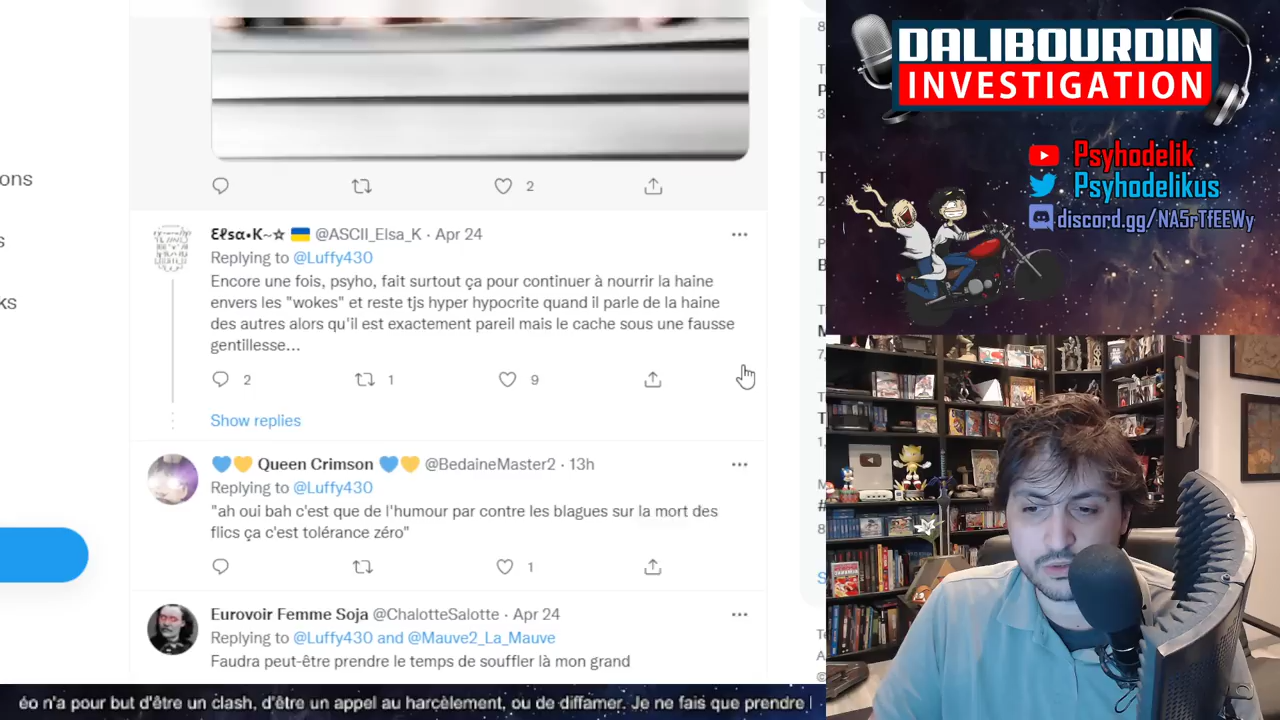 DALIBOURDIN
INVESTIGATION
Psyhodelik
Psyhodelikus
discord.gg/NA5rTfEEWy
ons
s
ks
2
Ɛℓsα•K~☆ 🇺🇦 @ASCII_Elsa_K · Apr 24
Replying to @Luffy430
Encore une fois, psyho, fait surtout ça pour continuer à nourrir la haine
envers les "wokes" et reste tjs hyper hypocrite quand il parle de la haine
des autres alors qu'il est exactement pareil mais le cache sous une fausse
gentillesse...
2 1 9
Show replies
💙💛 Queen Crimson 💙💛 @BedaineMaster2 · 13h
Replying to @Luffy430
"ah oui bah c'est que de l'humour par contre les blagues sur la mort des
flics ça c'est tolérance zéro"
1
Eurovoir Femme Soja @ChalotteSalotte · Apr 24
Replying to @Luffy430 and @Mauve2_La_Mauve
Faudra peut-être prendre le temps de souffler là mon grand
éo n'a pour but d'être un clash, d'être un appel au harcèlement, ou de diffamer. Je ne fais que prendre